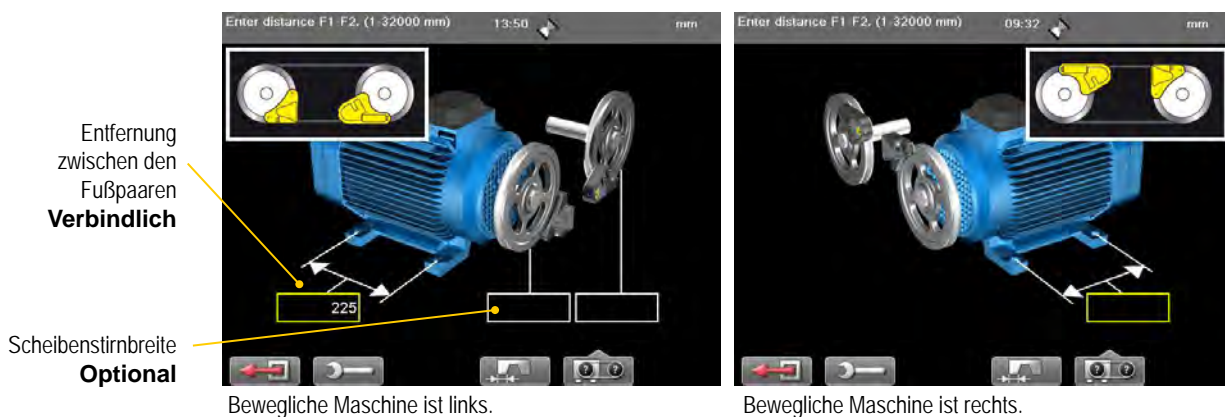 Enter distance F1-F2. (1-32000 mm) 13:50 mm
Entfernung
zwischen den
Fußpaaren
Verbindlich
225
Scheibenstirnbreite
Optional
Bewegliche Maschine ist links.
Enter distance F1-F2. (1-32000 mm) 09:32 mm
? ?
? ?
Bewegliche Maschine ist rechts.